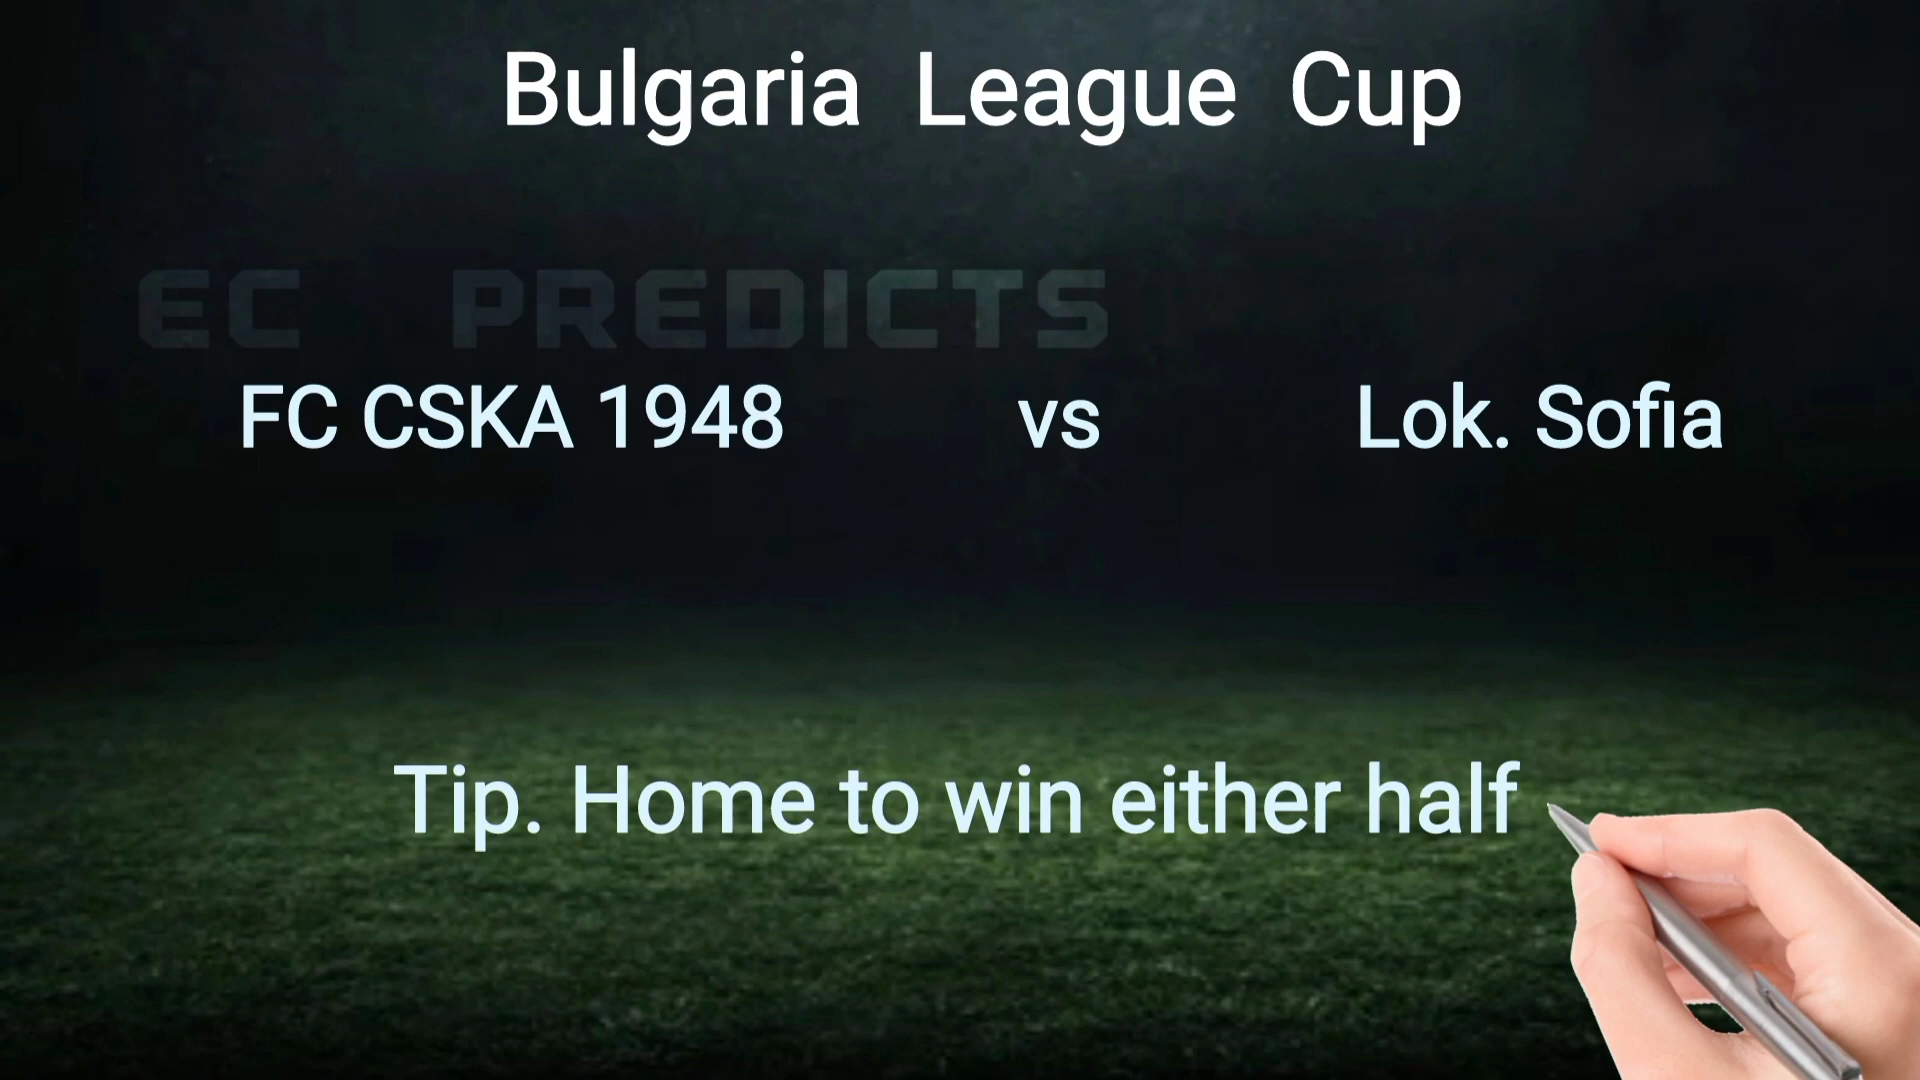 Bulgaria League Cup
EC PREDICTS
FC CSKA 1948 vs Lok. Sofia
Tip. Home to win either half